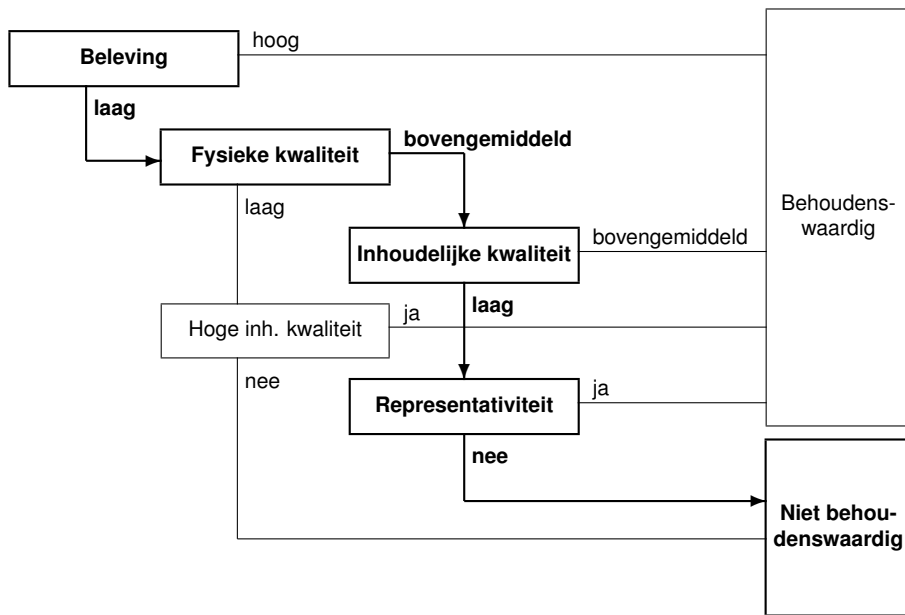 hoog
Beleving
laag
bovengemiddeld
Fysieke kwaliteit
laag
Behoudens-
waardig
bovengemiddeld
Inhoudelijke kwaliteit
laag
ja
Hoge inh. kwaliteit
nee
ja
Representativiteit
nee
Niet behou-
denswaardig